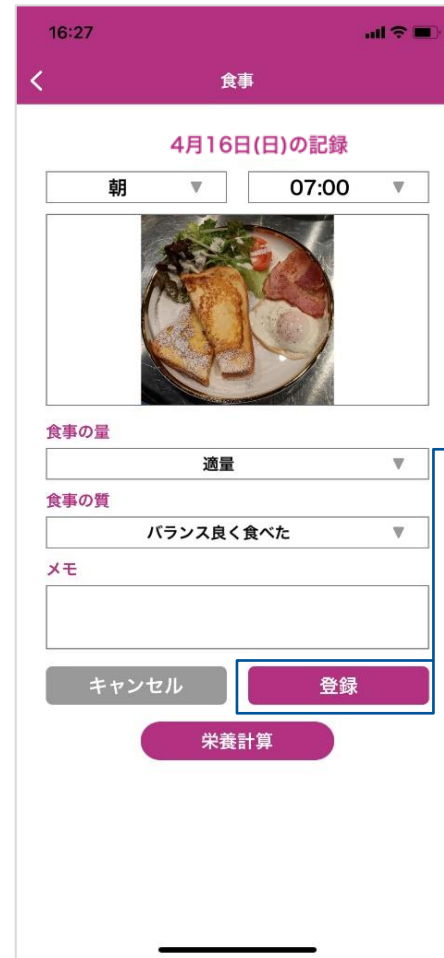 16:27
食事
4月16日(日)の記録
朝 ▼ 07:00 ▼
食事の量
適量 ▼
食事の質
バランス良く食べた ▼
メモ
キャンセル 登録
栄養計算